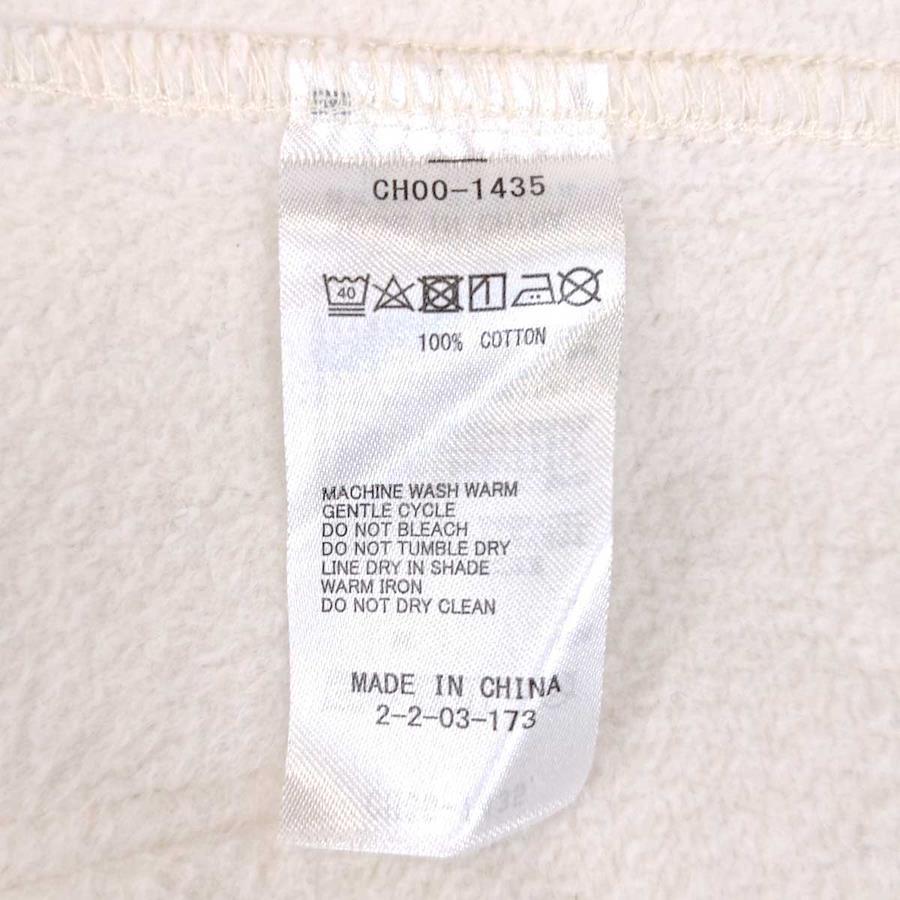 CH00-1435
40
100% COTTON
MACHINE WASH WARM
GENTLE CYCLE
DO NOT BLEACH
DO NOT TUMBLE DRY
LINE DRY IN SHADE
WARM IRON
DO NOT DRY CLEAN
MADE IN CHINA
2-2-03-173